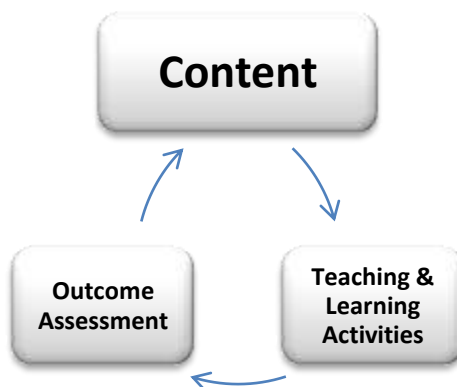 Content
Outcome
Assessment
Teaching &
Learning
Activities